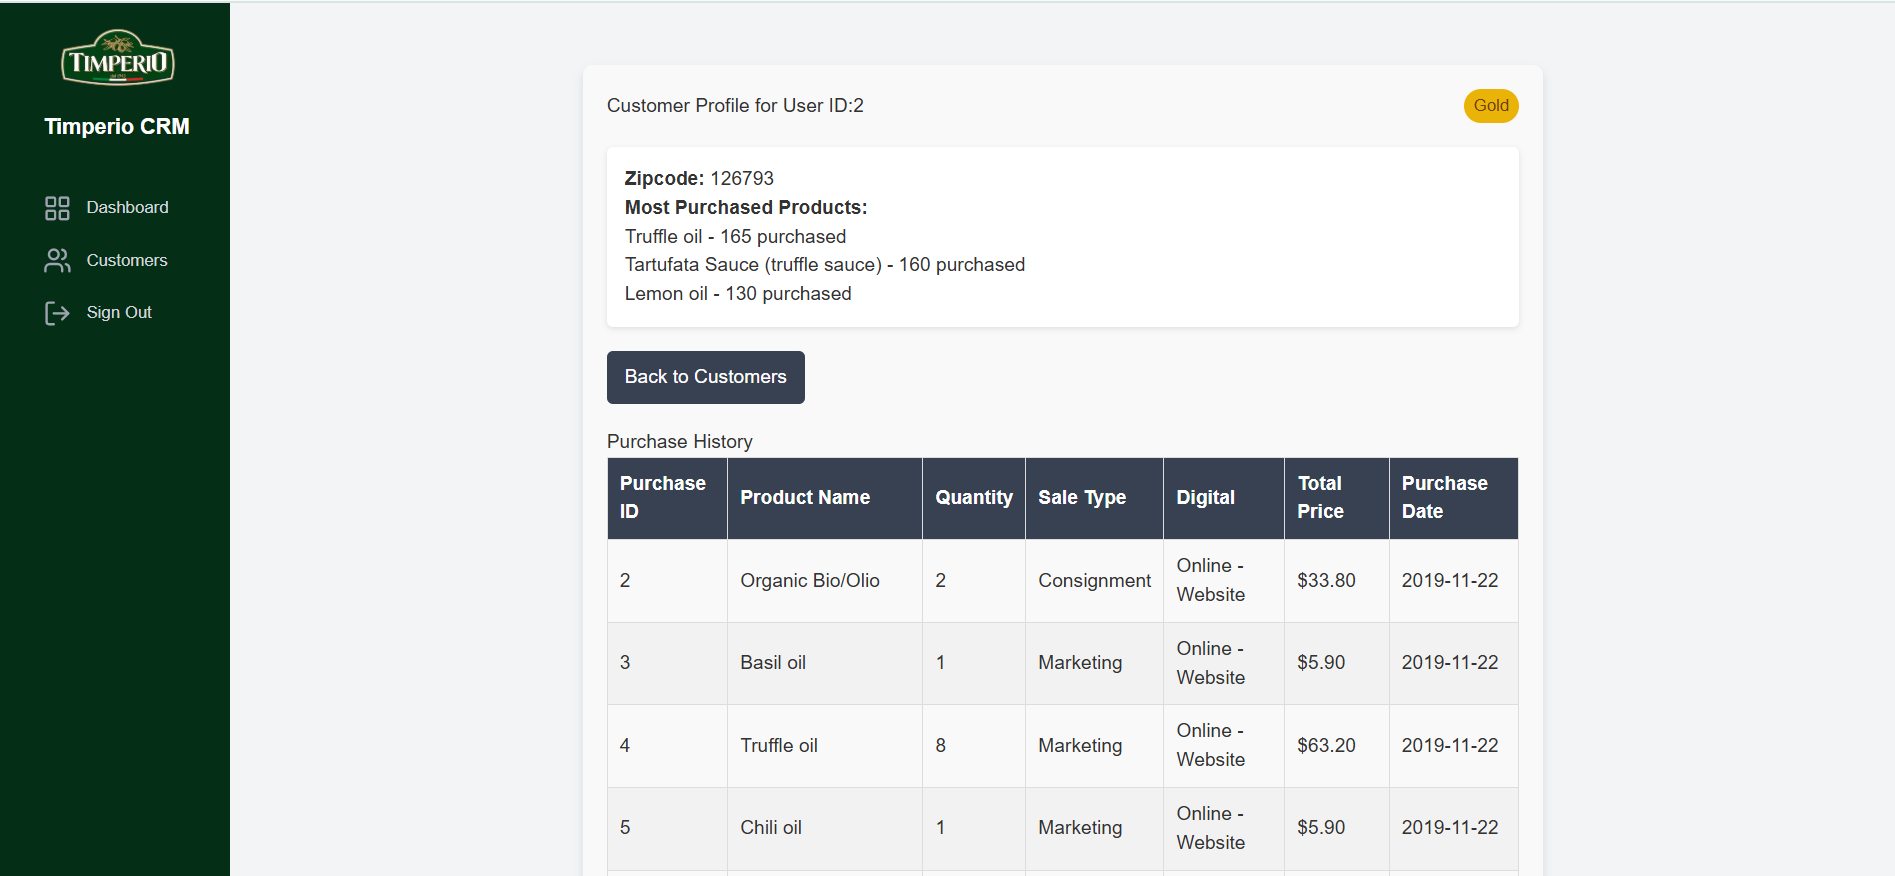 TIMPERIO
Timperio CRM
Dashboard
Customers
Sign Out
Customer Profile for User ID:2
Gold
Zipcode: 126793
Most Purchased Products:
Truffle oil - 165 purchased
Tartufata Sauce (truffle sauce) - 160 purchased
Lemon oil - 130 purchased
Back to Customers
Purchase History
Purchase ID Product Name Quantity Sale Type Digital Total Price Purchase Date
2 Organic Bio/Olio 2 Consignment Online - Website $33.80 2019-11-22
3 Basil oil 1 Marketing Online - Website $5.90 2019-11-22
4 Truffle oil 8 Marketing Online - Website $63.20 2019-11-22
5 Chili oil 1 Marketing Online - Website $5.90 2019-11-22